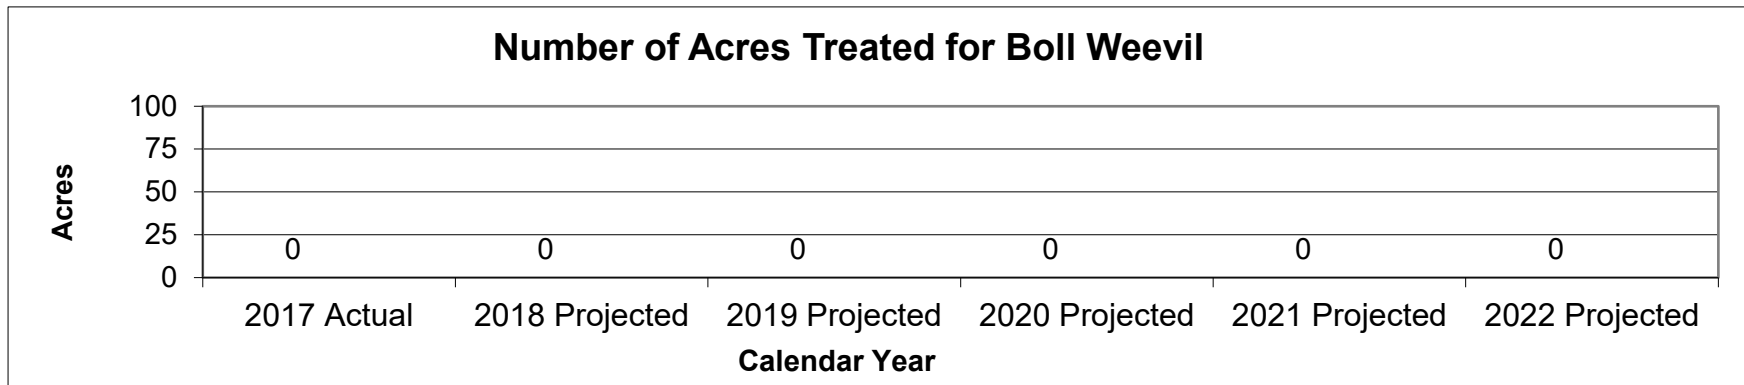 Number of Acres Treated for Boll Weevil
Acres
100
75
50
25
0
0 0 0 0 0 0
2017 Actual 2018 Projected 2019 Projected 2020 Projected 2021 Projected 2022 Projected
Calendar Year